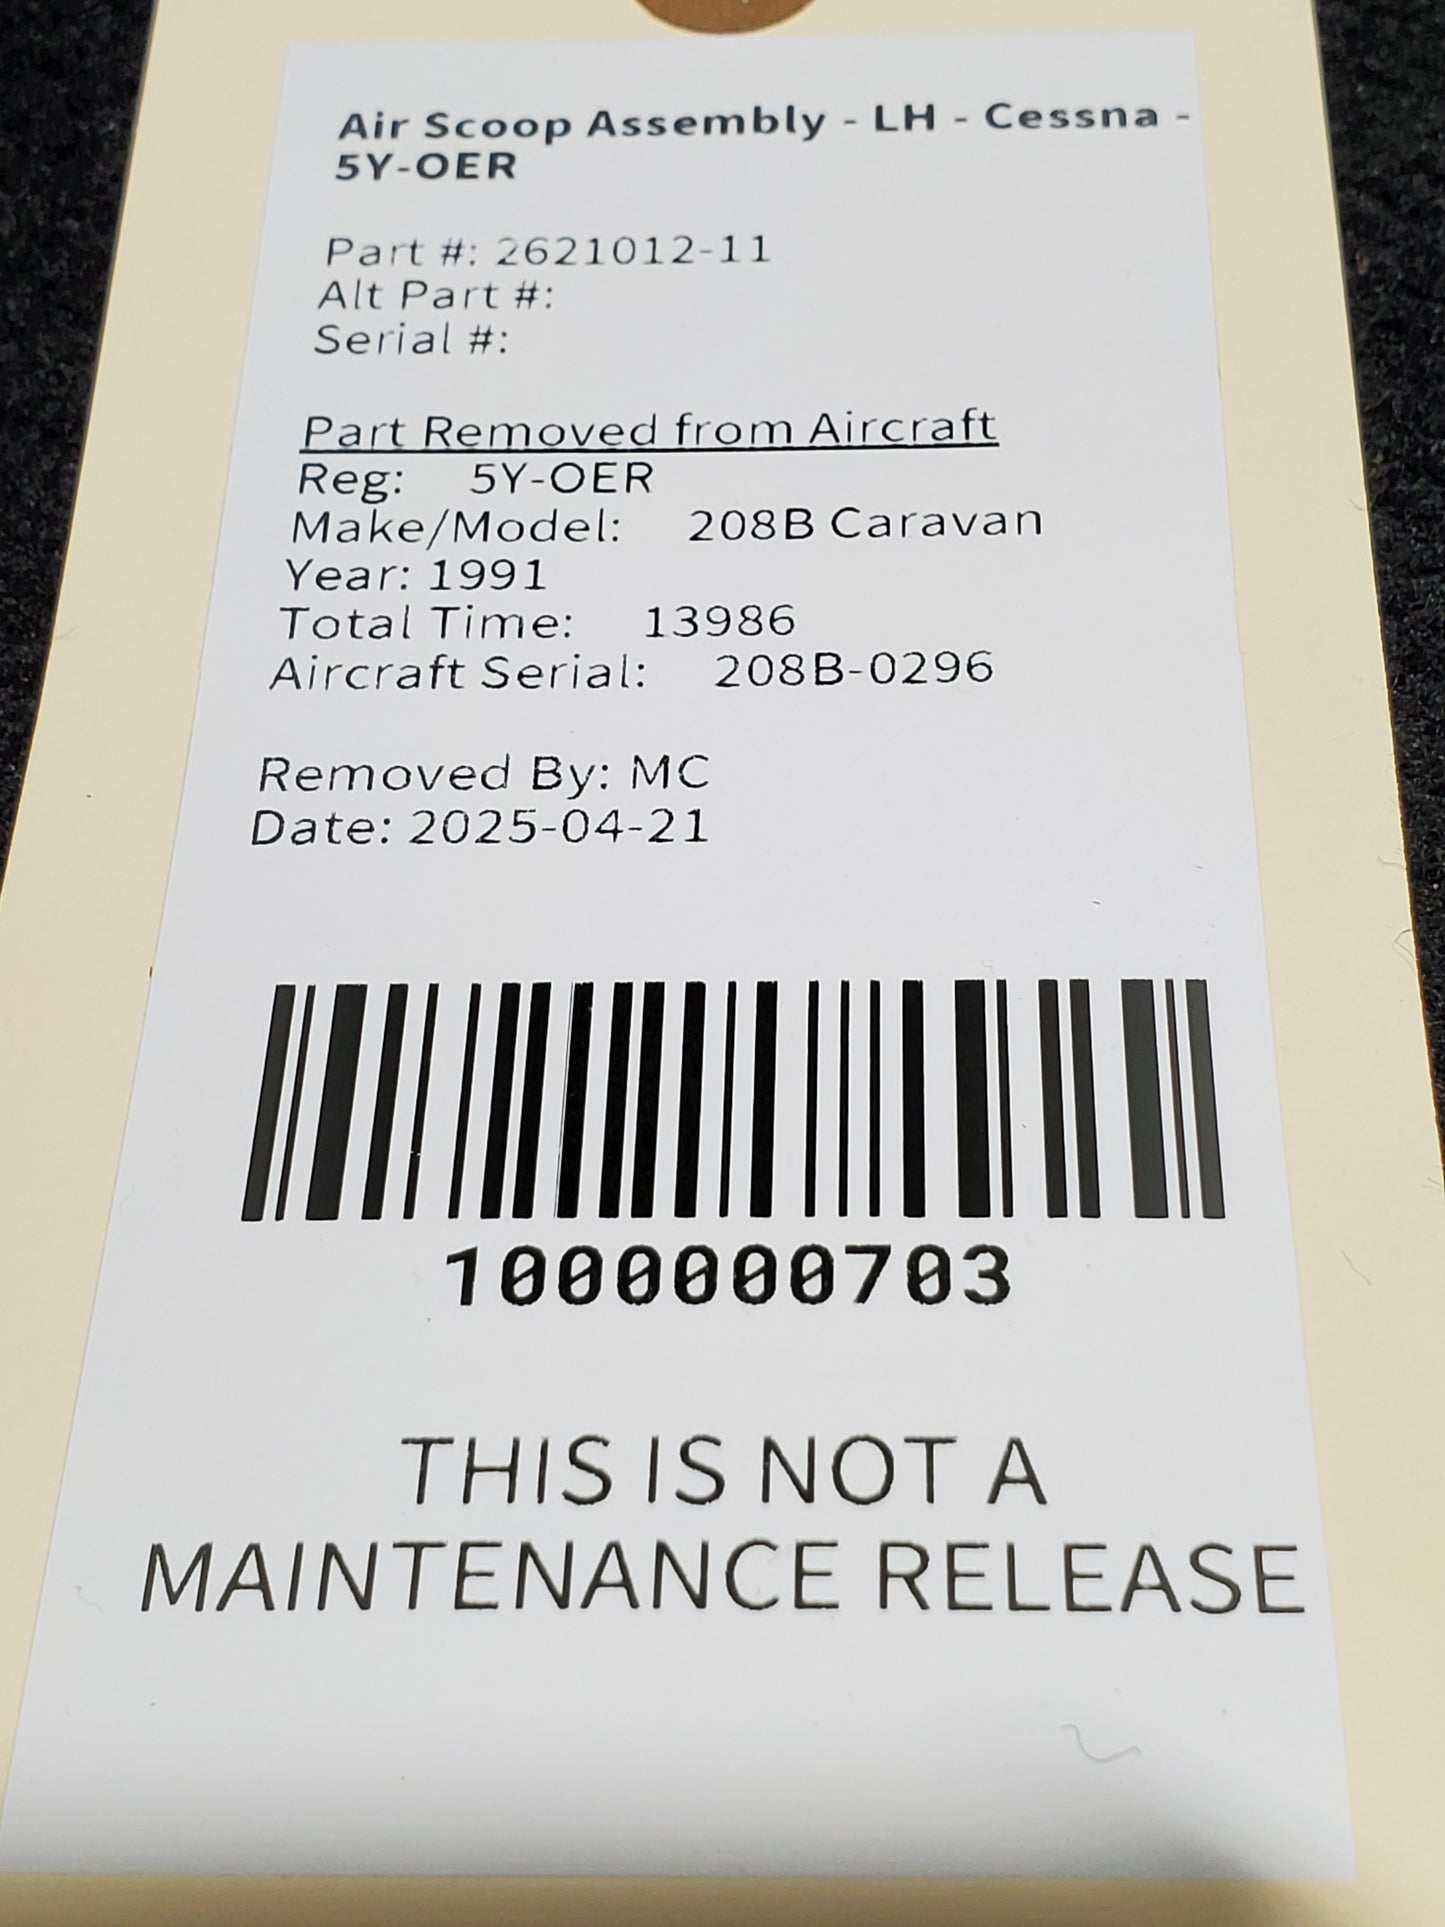 Air Scoop Assembly - LH - Cessna -
5Y-OER
Part #: 2621012-11
Alt Part #:
Serial #:
Part Removed from Aircraft
Reg: 5Y-OER
Make/Model: 208B Caravan
Year: 1991
Total Time: 13986
Aircraft Serial: 208B-0296
Removed By: MC
Date: 2025-04-21
1000000703
THIS IS NOT A
MAINTENANCE RELEASE